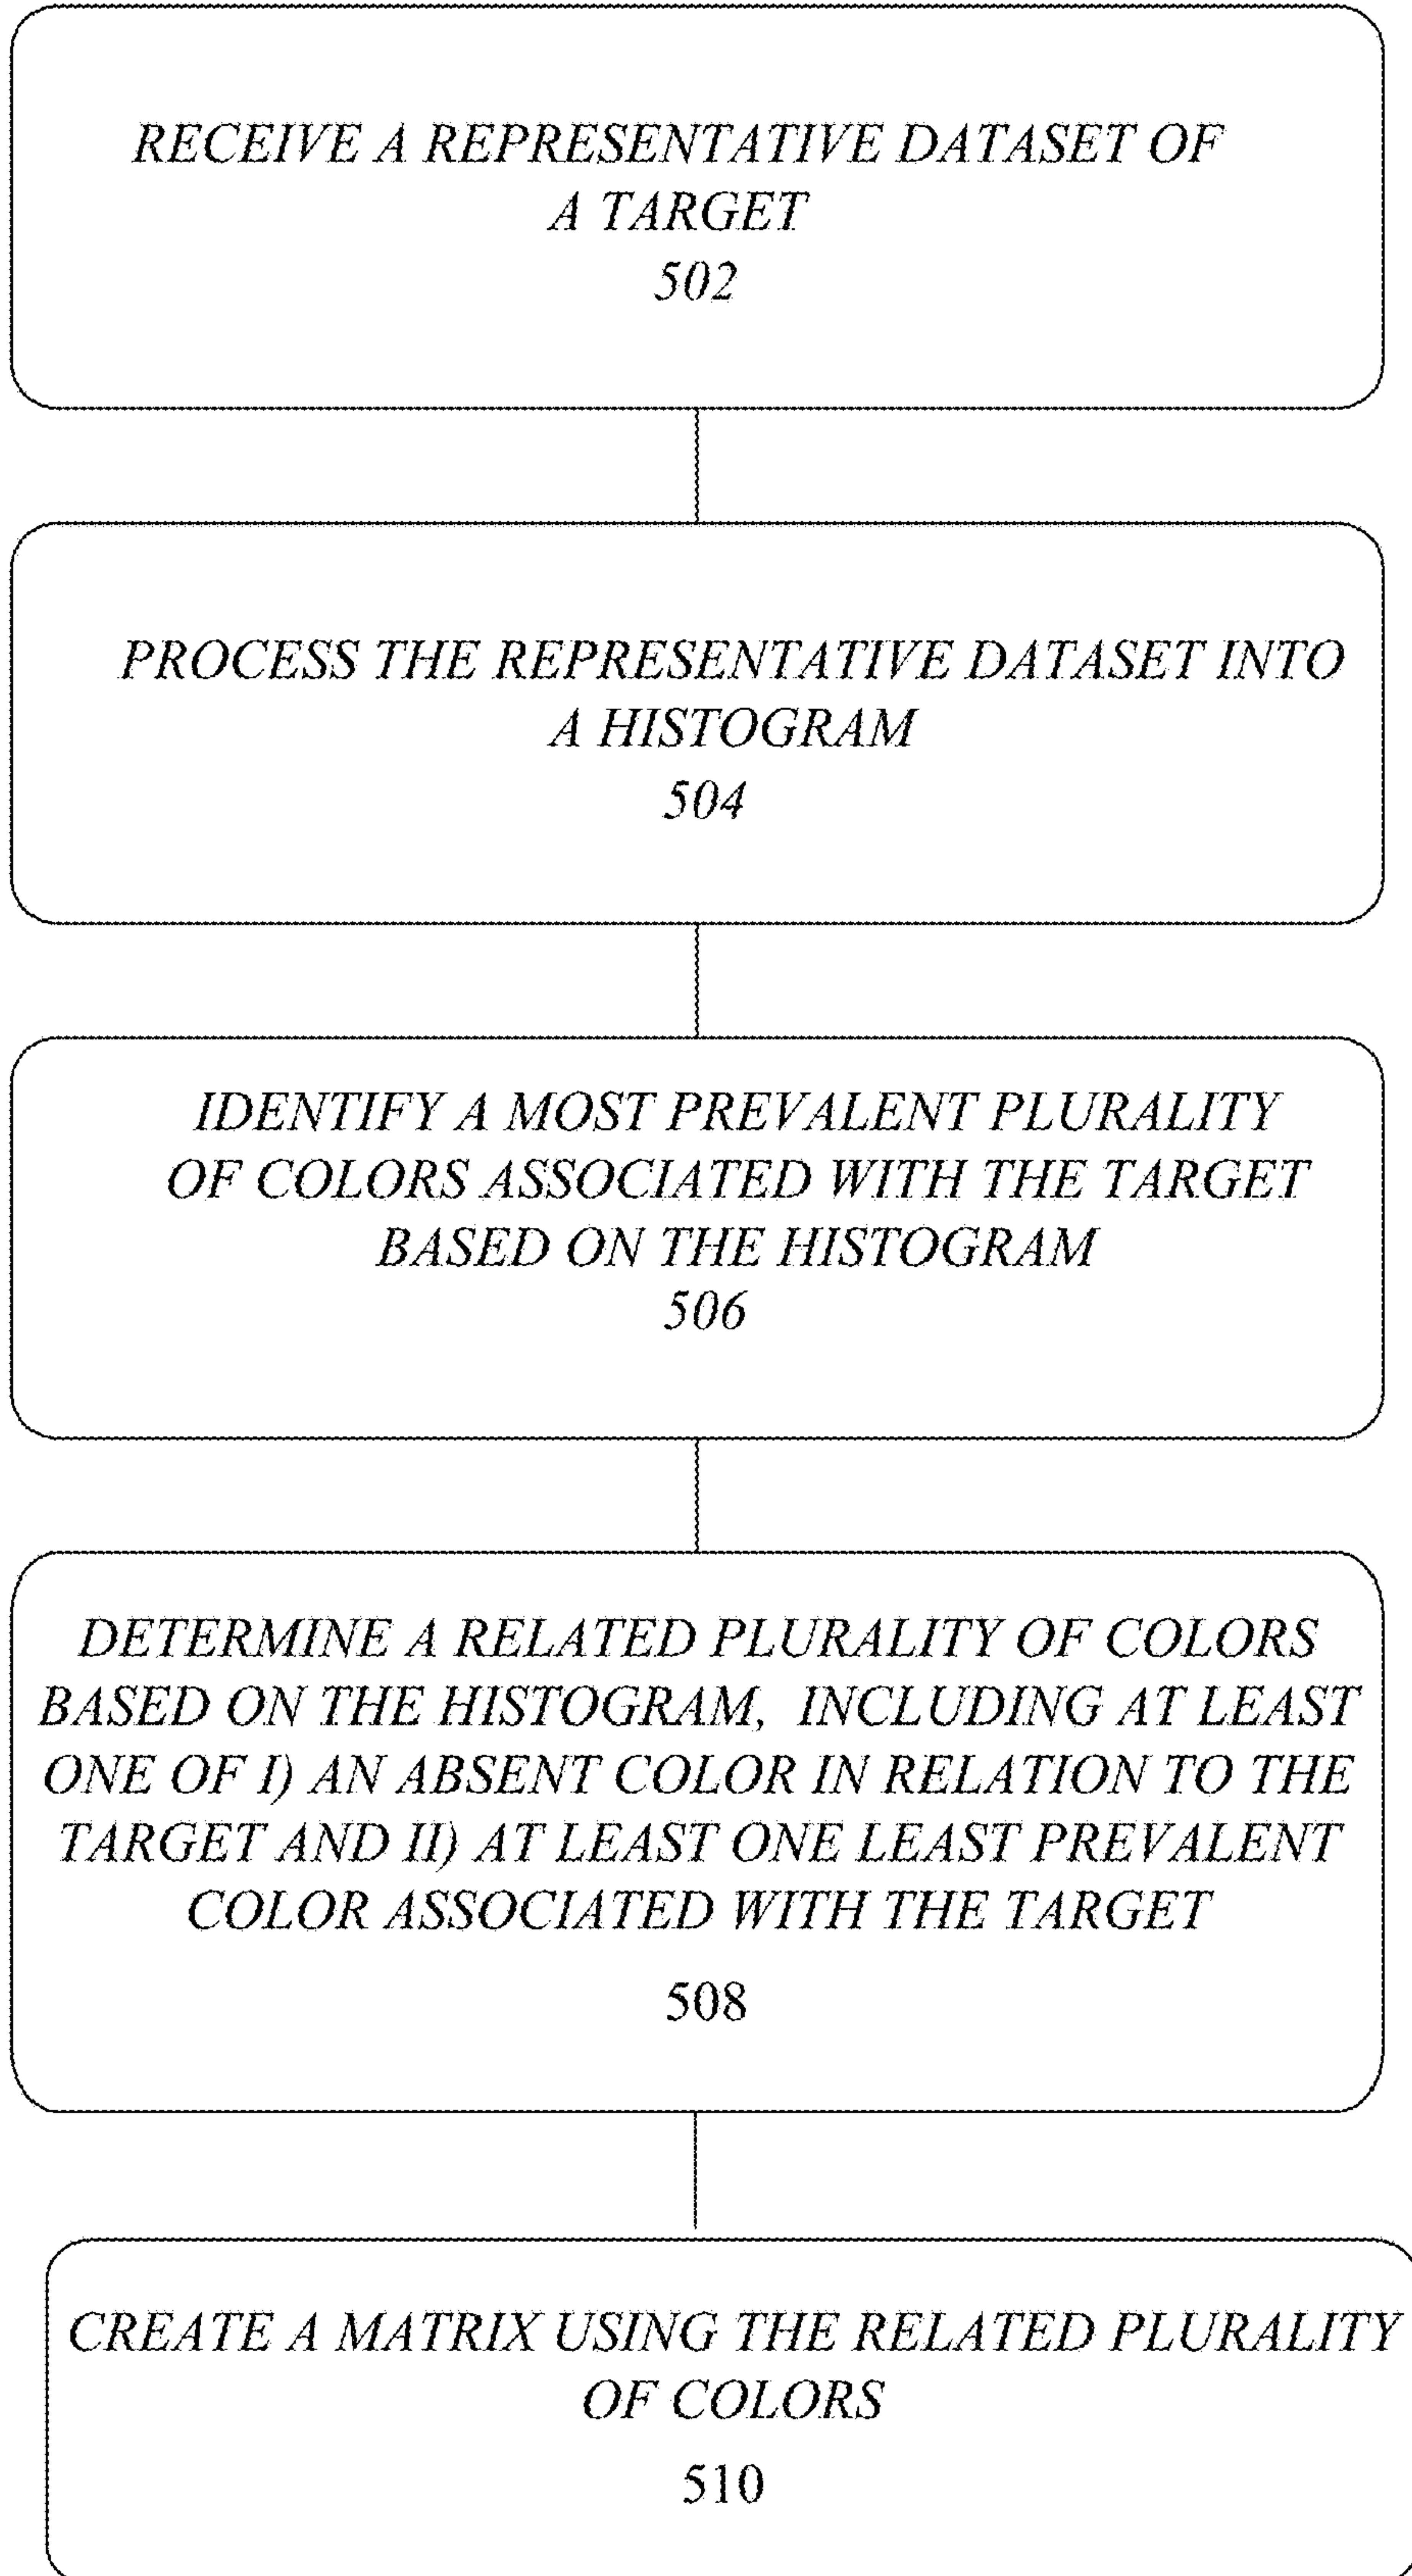 RECEIVE A REPRESENTATIVE DATASET OF
A TARGET
502
PROCESS THE REPRESENTATIVE DATASET INTO
A HISTOGRAM
504
IDENTIFY A MOST PREVALENT PLURALITY
OF COLORS ASSOCIATED WITH THE TARGET
BASED ON THE HISTOGRAM
506
DETERMINE A RELATED PLURALITY OF COLORS
BASED ON THE HISTOGRAM, INCLUDING AT LEAST
ONE OF I) AN ABSENT COLOR IN RELATION TO THE
TARGET AND II) AT LEAST ONE LEAST PREVALENT
COLOR ASSOCIATED WITH THE TARGET
508
CREATE A MATRIX USING THE RELATED PLURALITY
OF COLORS
510